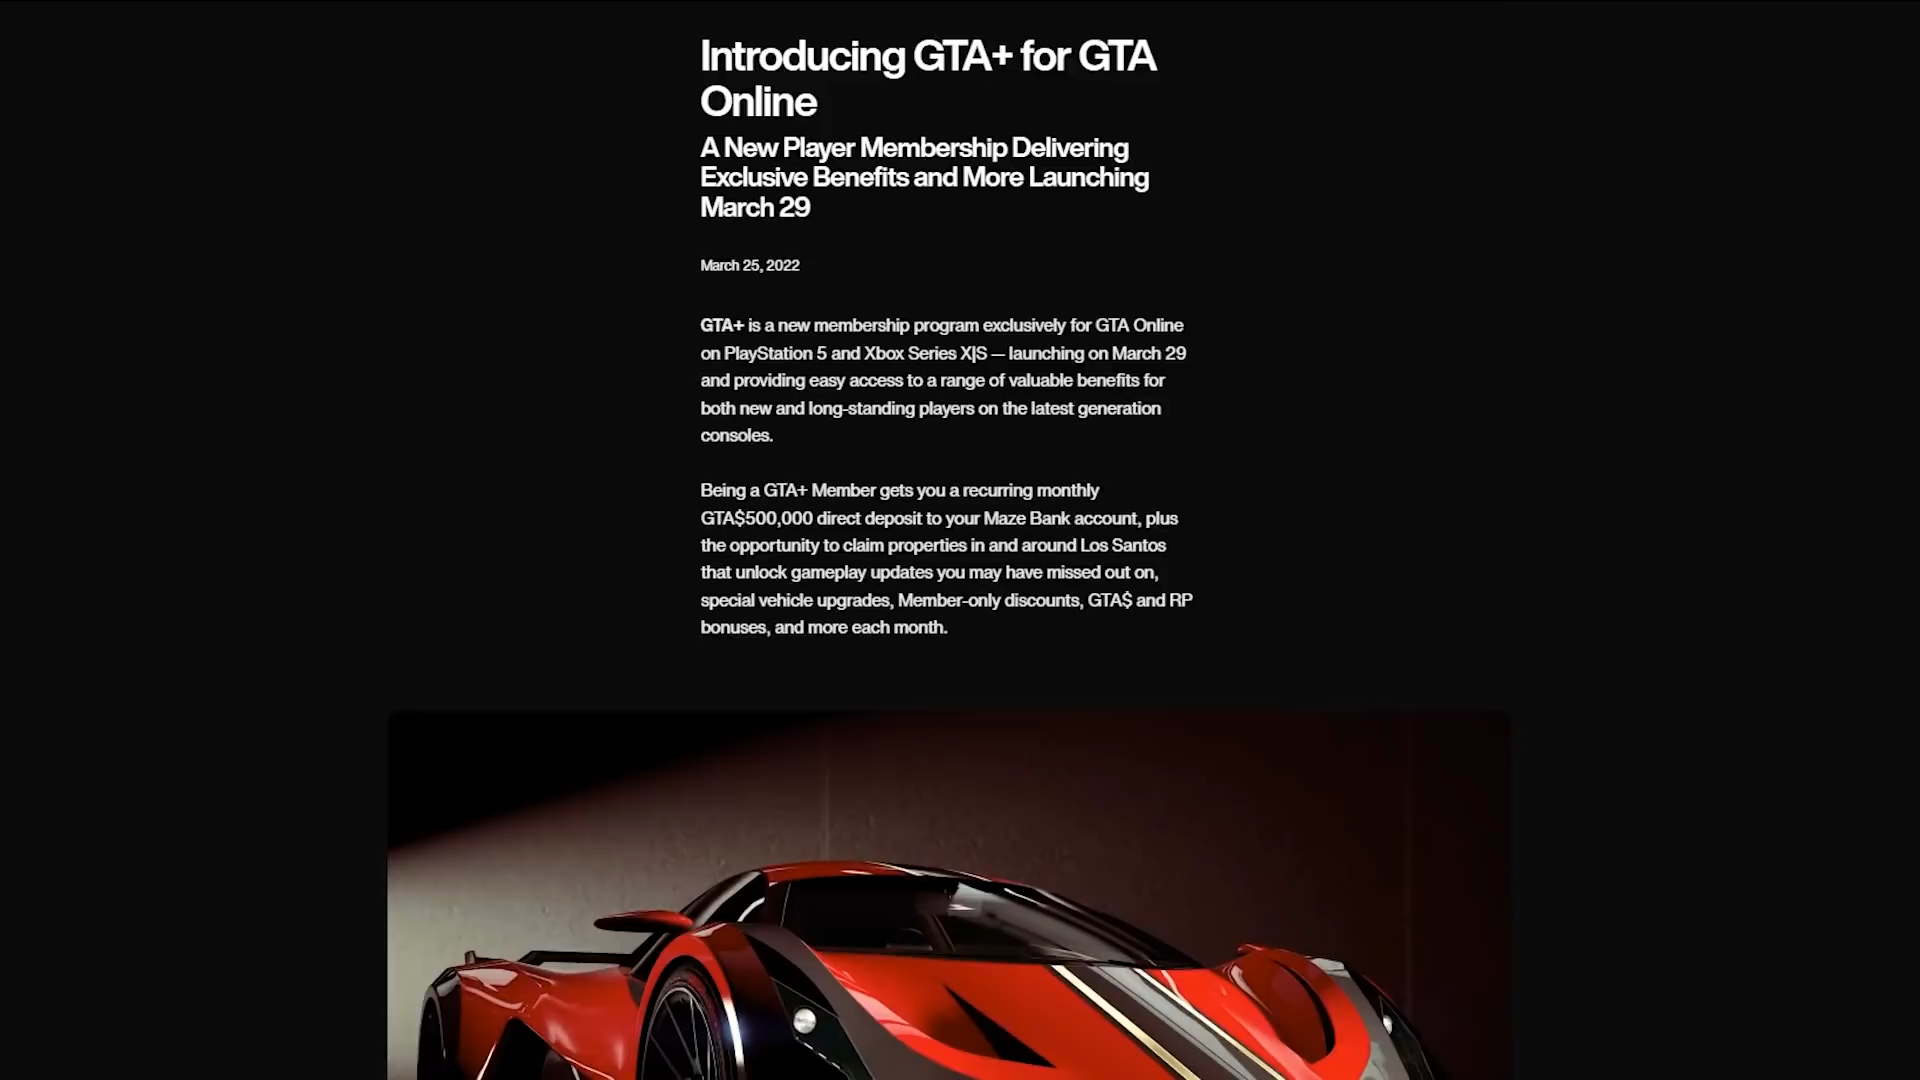 Introducing GTA+ for GTA
Online
A New Player Membership Delivering
Exclusive Benefits and More Launching
March 29
March 25, 2022
GTA+ is a new membership program exclusively for GTA Online
on PlayStation 5 and Xbox Series X|S — launching on March 29
and providing easy access to a range of valuable benefits for
both new and long-standing players on the latest generation
consoles.
Being a GTA+ Member gets you a recurring monthly
GTA$500,000 direct deposit to your Maze Bank account, plus
the opportunity to claim properties in and around Los Santos
that unlock gameplay updates you may have missed out on,
special vehicle upgrades, Member-only discounts, GTA$ and RP
bonuses, and more each month.